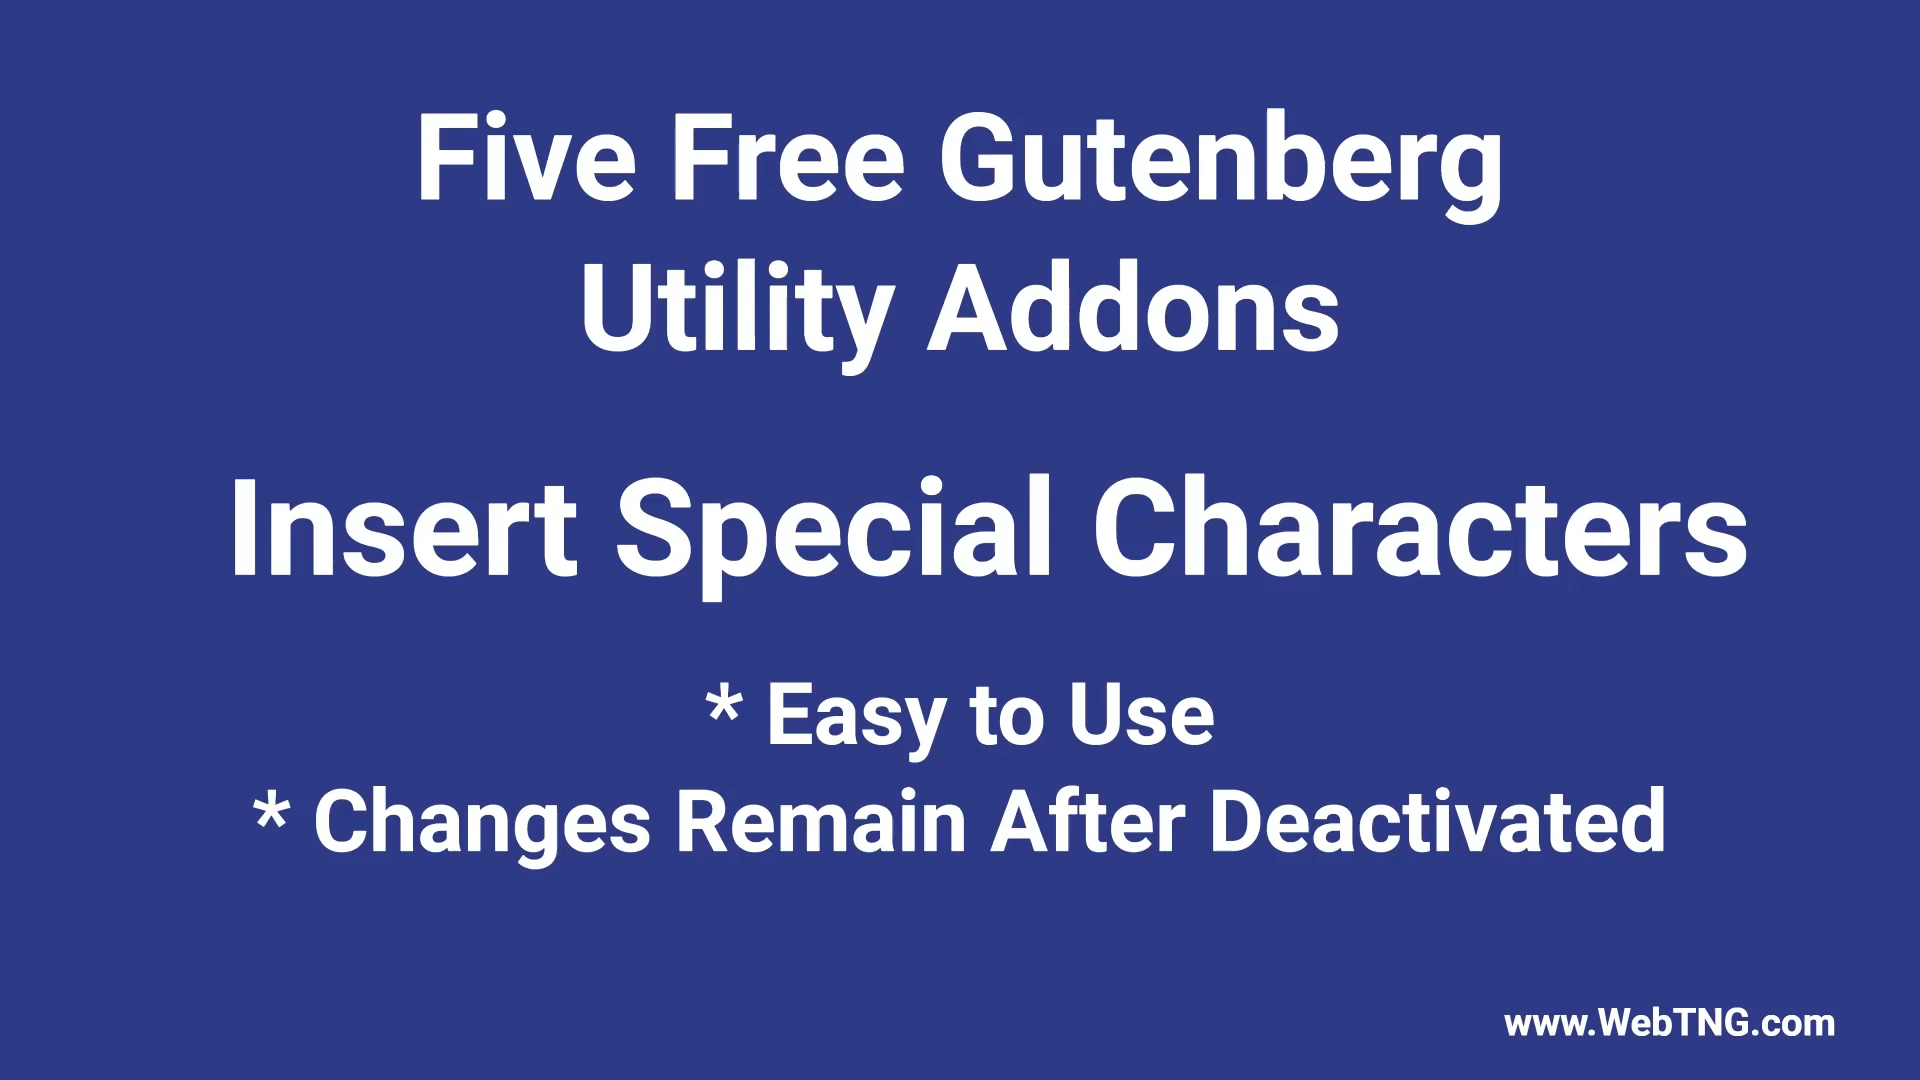 Five Free Gutenberg
Utility Addons
Insert Special Characters
* Easy to Use
* Changes Remain After Deactivated
www.WebTNG.com